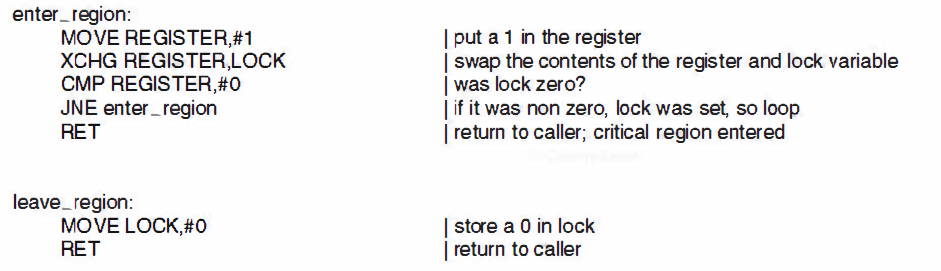 enter_region:
MOVE REGISTER,#1 | put a 1 in the register
XCHG REGISTER,LOCK | swap the contents of the register and lock variable
CMP REGISTER,#0 | was lock zero?
JNE enter_region | if it was non zero, lock was set, so loop
RET | return to caller; critical region entered
leave_region:
MOVE LOCK,#0 | store a 0 in lock
RET | return to caller